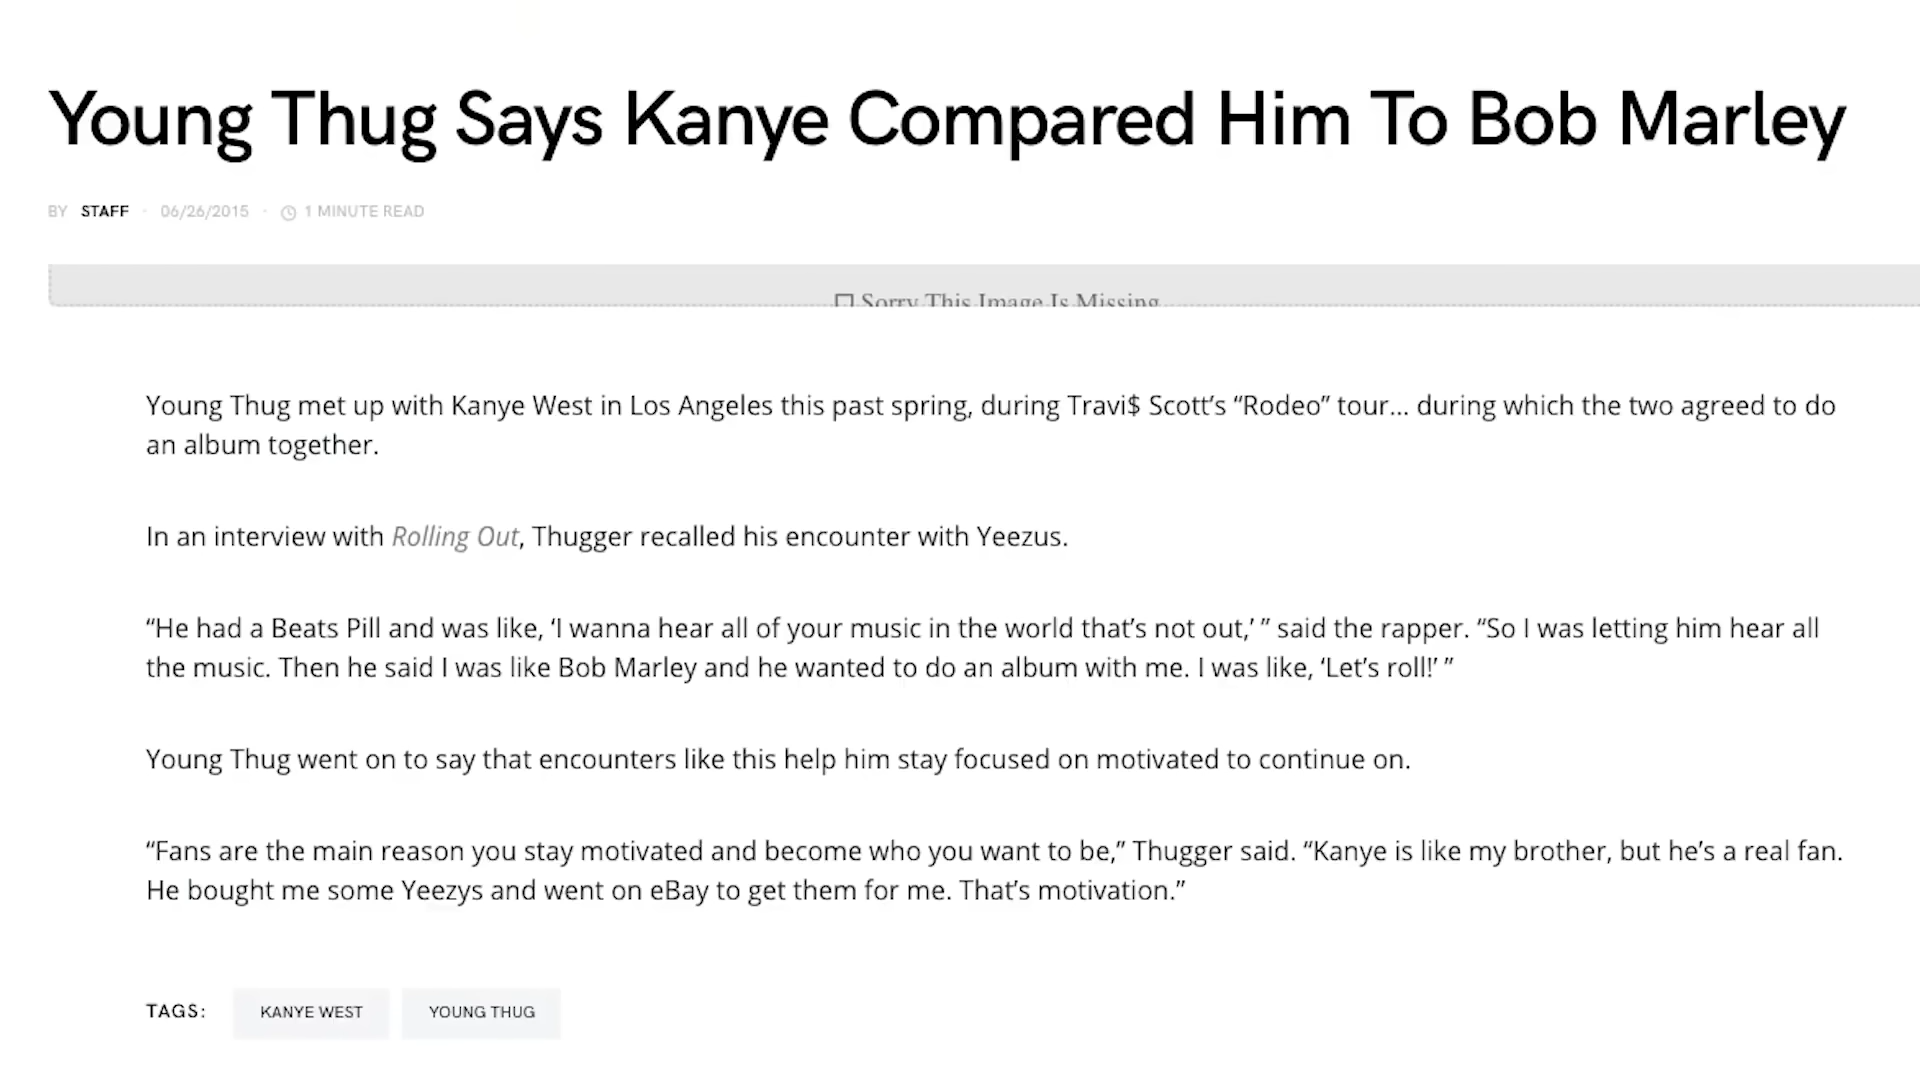 Young Thug Says Kanye Compared Him To Bob Marley
BY STAFF · 06/26/2015 · 1 MINUTE READ
Sorry This Image Is Missing
Young Thug met up with Kanye West in Los Angeles this past spring, during Travi$ Scott’s “Rodeo” tour… during which the two agreed to do
an album together.
In an interview with Rolling Out, Thugger recalled his encounter with Yeezus.
“He had a Beats Pill and was like, ‘I wanna hear all of your music in the world that’s not out,’ ” said the rapper. “So I was letting him hear all
the music. Then he said I was like Bob Marley and he wanted to do an album with me. I was like, ‘Let’s roll!’ ”
Young Thug went on to say that encounters like this help him stay focused on motivated to continue on.
“Fans are the main reason you stay motivated and become who you want to be,” Thugger said. “Kanye is like my brother, but he’s a real fan.
He bought me some Yeezys and went on eBay to get them for me. That’s motivation.”
TAGS: KANYE WEST YOUNG THUG